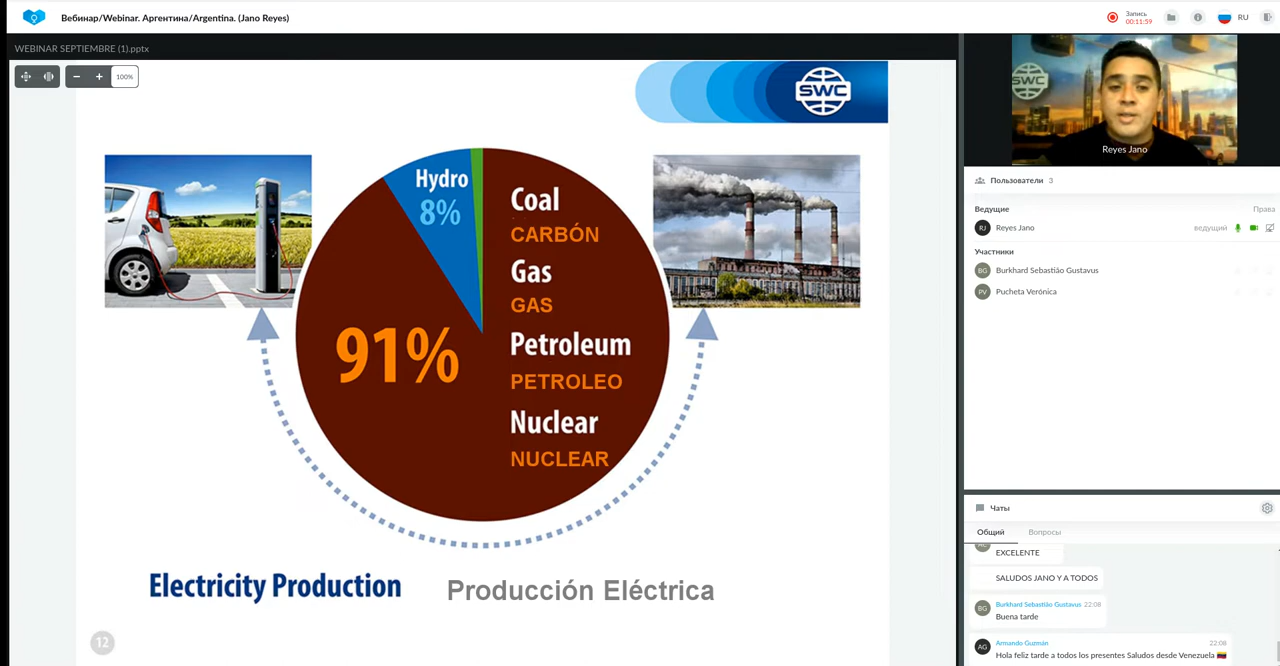 Вебинар/Webinar. Аргентина/Argentina. (Jano Reyes)
Запись
00:11:59
RU
WEBINAR SEPTIEMBRE (1).pptx
100%
SWC
Hydro
8%
91%
Coal
CARBÓN
Gas
GAS
Petroleum
PETROLEO
Nuclear
NUCLEAR
Electricity Production
Producción Eléctrica
12
SWC
Reyes Jano
Пользователи 3
Ведущие
Права
RJ
Reyes Jano
ведущий
Участники
BG
Burkhard Sebastião Gustavus
PV
Pucheta Verónica
Чаты
Общий
Вопросы
EXCELENTE
SALUDOS JANO Y A TODOS
BG
Burkhard Sebastião Gustavus 22:08
Buena tarde
AG
Armando Guzmán 22:08
Hola feliz tarde a todos los presentes Saludos desde Venezuela 🇻🇪